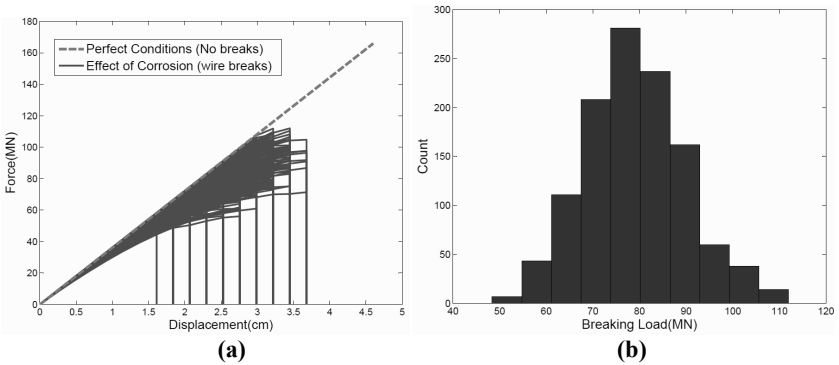 180
160
140
120
100
80
60
40
20
0
Force(MN)
Perfect Conditions (No breaks)
Effect of Corrosion (wire breaks)
0 0.5 1 1.5 2 2.5 3 3.5 4 4.5 5
Displacement(cm)
(a)
300
250
200
150
100
50
0
Count
40 50 60 70 80 90 100 110 120
Breaking Load(MN)
(b)